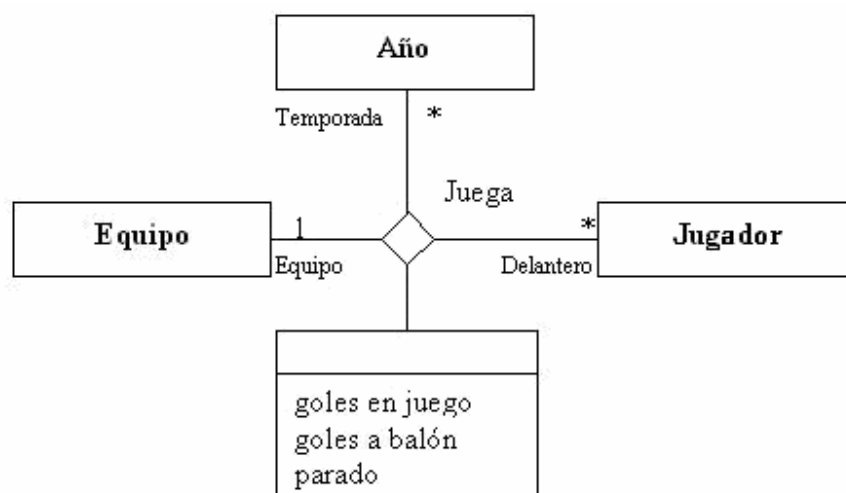 Año
Temporada *
Juega
Equipo 1 * Jugador
Equipo Delantero
goles en juego
goles a balón
parado